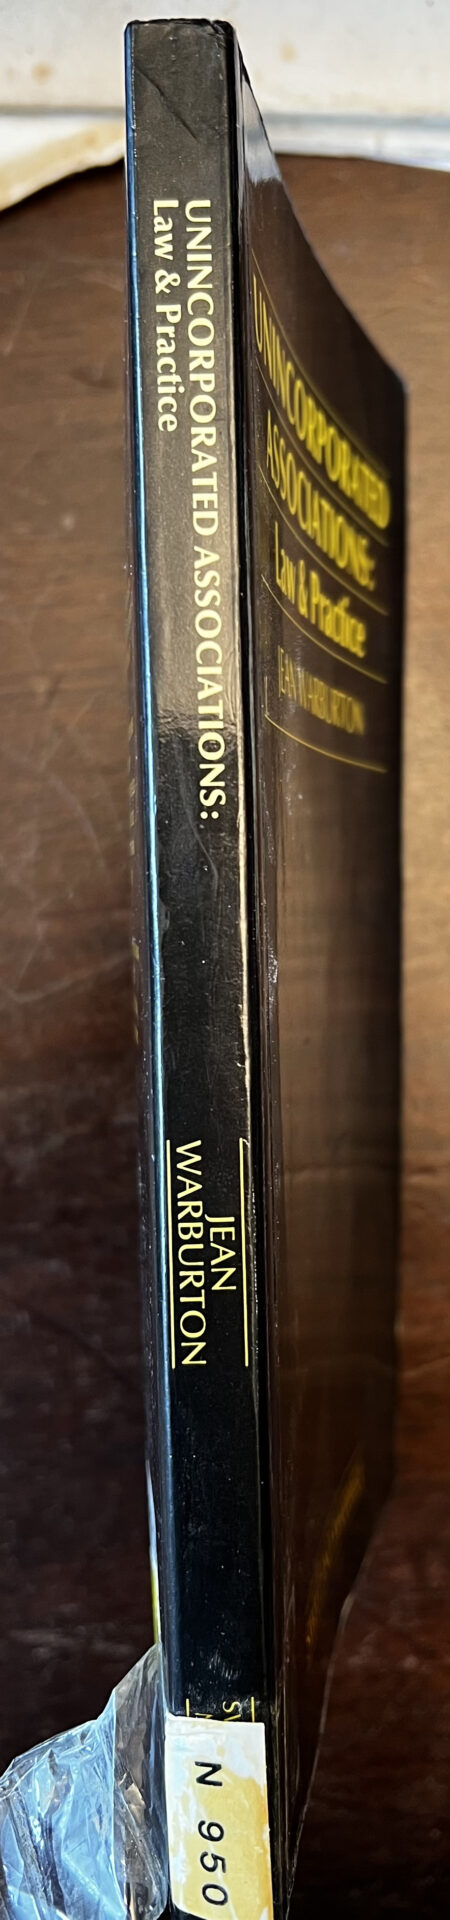 UNINCORPORATED ASSOCIATIONS:
Law & Practice
JEAN
WARBURTON
N 950
UNINCORPORATED
ASSOCIATIONS:
Law & Practice
JEAN WARBURTON